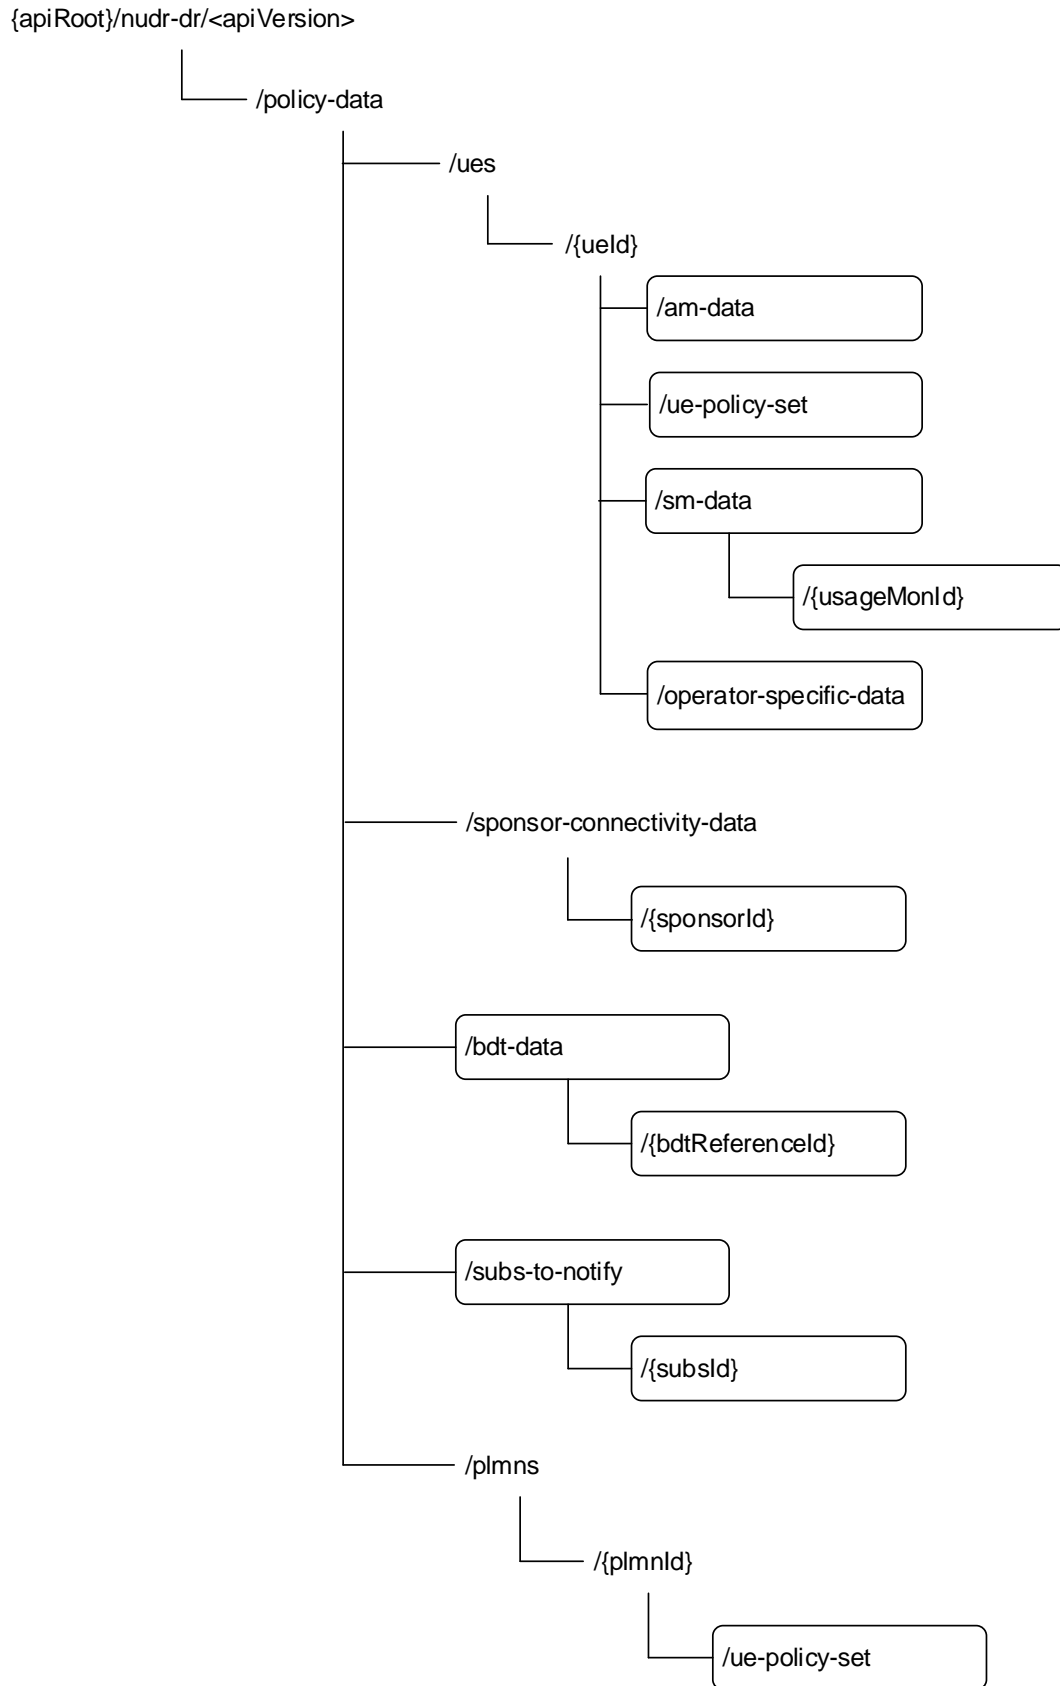 {apiRoot}/nudr-dr/<apiVersion>
/policy-data
/ues
/{ueId}
/am-data
/ue-policy-set
/sm-data
/{usageMonId}
/operator-specific-data
/sponsor-connectivity-data
/{sponsorId}
/bdt-data
/{bdtReferenceId}
/subs-to-notify
/{subsId}
/plmns
/{plmnId}
/ue-policy-set